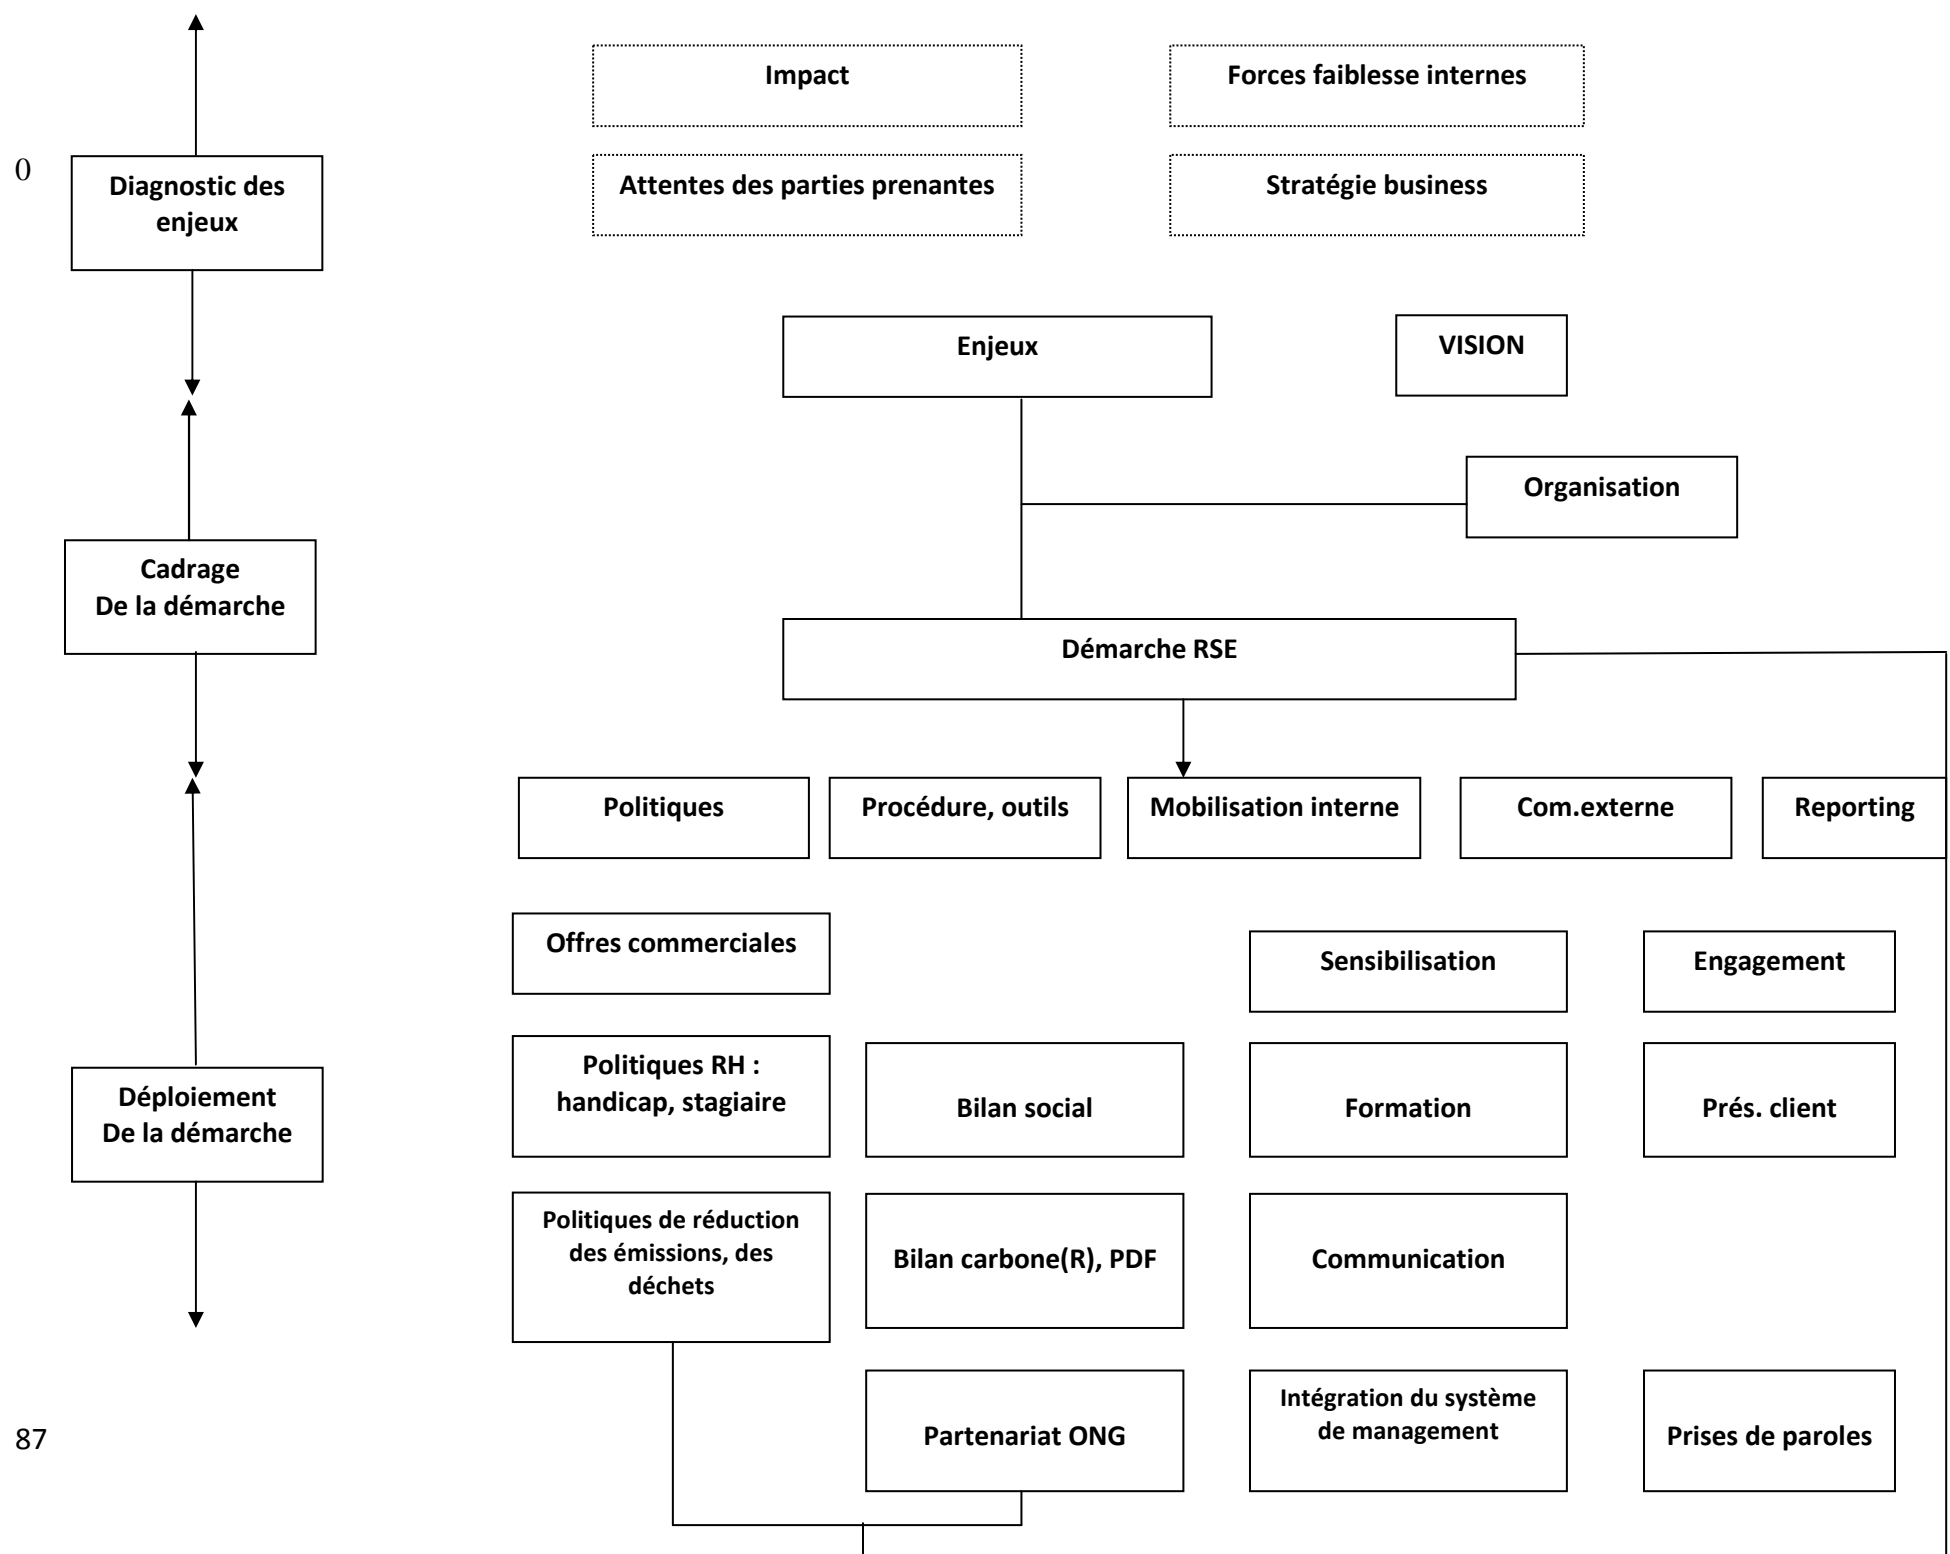 Impact
Forces faiblesse internes
0
Diagnostic des
enjeux
Attentes des parties prenantes
Stratégie business
Enjeux
VISION
Organisation
Cadrage
De la démarche
Démarche RSE
Politiques
Procédure, outils
Mobilisation interne
Com.externe
Reporting
Offres commerciales
Sensibilisation
Engagement
Déploiement
De la démarche
Politiques RH :
handicap, stagiaire
Bilan social
Formation
Prés. client
Politiques de réduction
des émissions, des
déchets
Bilan carbone(R), PDF
Communication
87
Partenariat ONG
Intégration du système
de management
Prises de paroles